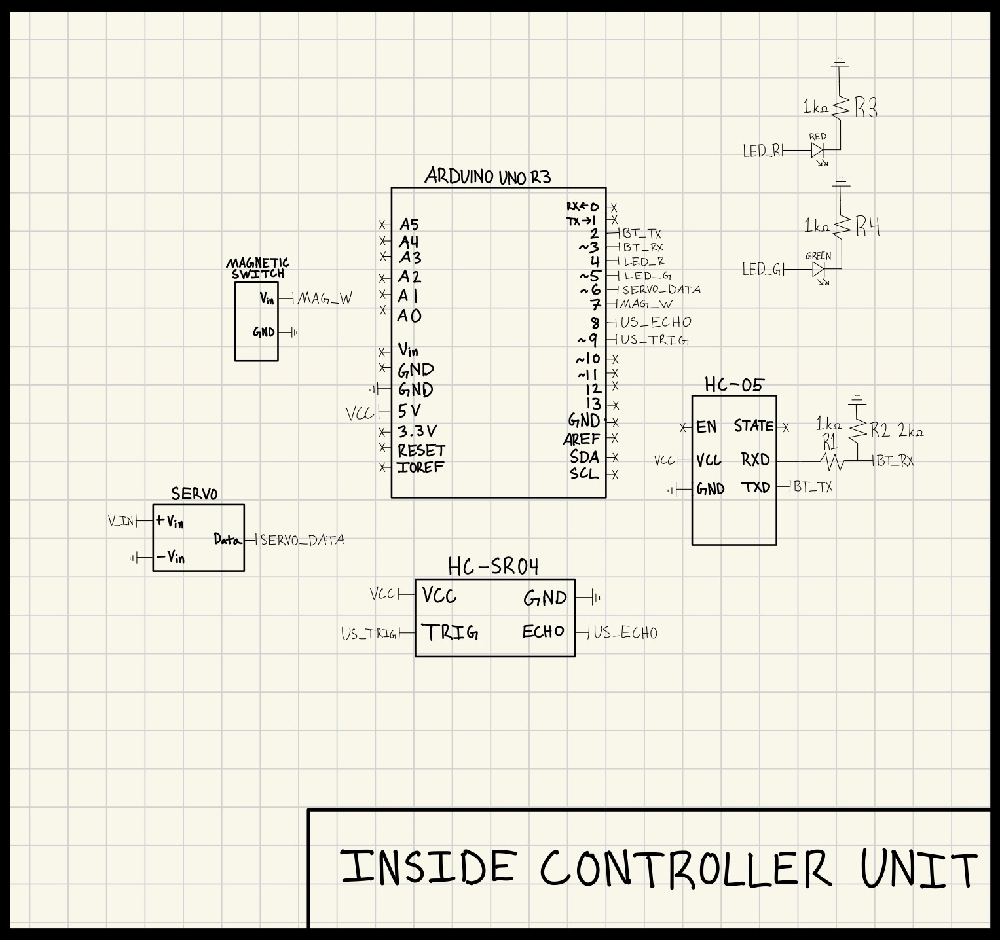 1kΩ R3
RED
LED_R
1kΩ R4
GREEN
LED_G
ARDUINO UNO R3
A5
A4
A3
A2
A1
A0
Vin
GND
GND
VCC 5V
3.3V
RESET
IOREF
RX←0
TX→1
2 BT_TX
~3 BT_RX
4 LED_R
~5 LED_G
~6 SERVO_DATA
7 MAG_W
8 US_ECHO
~9 US_TRIG
~10
~11
12
13
GND
AREF
SDA
SCL
MAGNETIC
SWITCH
Vin MAG_W
GND
HC-05
EN STATE
VCC VCC RXD
GND TXD BT_TX
1kΩ
R1
R2 2kΩ
BT_RX
SERVO
V_IN +Vin
Data SERVO_DATA
-Vin
HC-SR04
VCC VCC GND
US_TRIG TRIG ECHO US_ECHO
INSIDE CONTROLLER UNIT